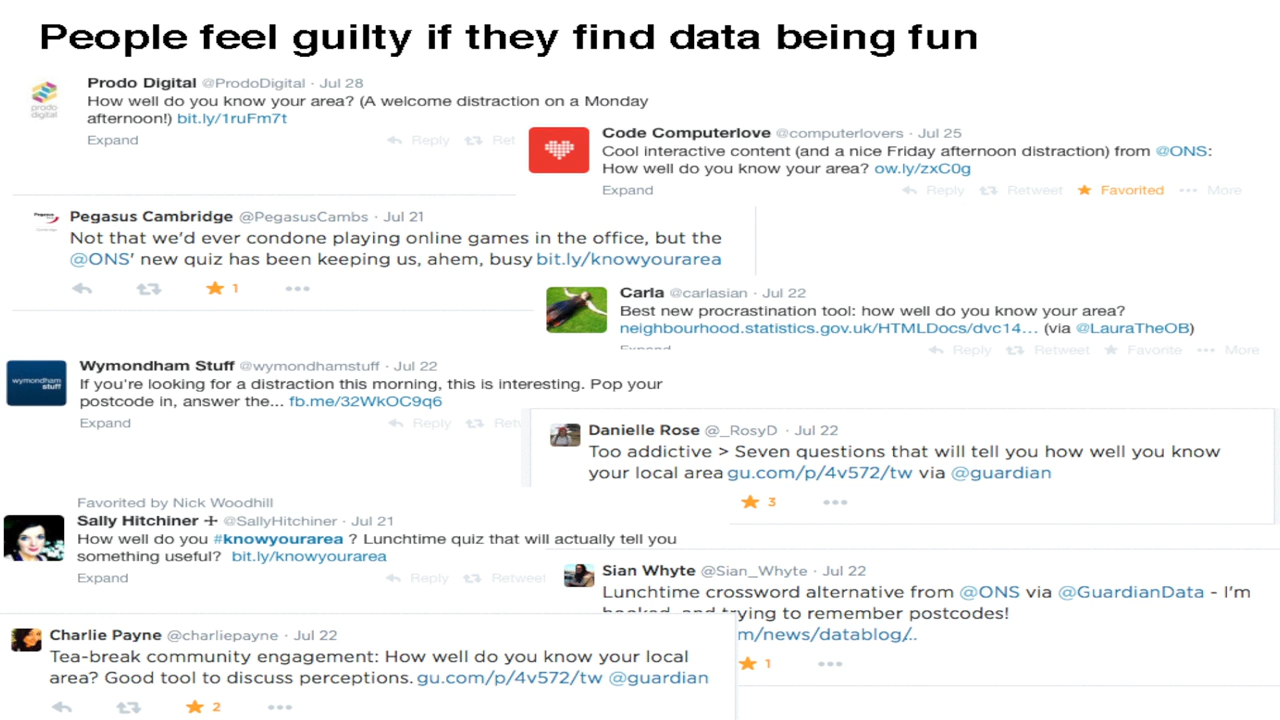 People feel guilty if they find data being fun
Prodo Digital @ProdoDigital · Jul 28
How well do you know your area? (A welcome distraction on a Monday
afternoon!) bit.ly/1ruFm7t
Expand
Reply
Ret
prodo
digital
Code Computerlove @computerlovers · Jul 25
Cool interactive content (and a nice Friday afternoon distraction) from @ONS:
How well do you know your area? ow.ly/zxC0g
Expand
Reply Retweet Favorited More
Pegasus Cambridge @PegasusCambs · Jul 21
Not that we'd ever condone playing online games in the office, but the
@ONS' new quiz has been keeping us, ahem, busy bit.ly/knowyourarea
1
Carla @carlasian · Jul 22
Best new procrastination tool: how well do you know your area?
neighbourhood.statistics.gov.uk/HTMLDocs/dvc14... (via @LauraTheOB)
Expand
Reply Retweet Favorite More
Wymondham Stuff @wymondhamstuff · Jul 22
If you're looking for a distraction this morning, this is interesting. Pop your
postcode in, answer the... fb.me/32WkOC9q6
Expand
Reply Retw
wymondham
stuff
Danielle Rose @_RosyD · Jul 22
Too addictive > Seven questions that will tell you how well you know
your local area gu.com/p/4v572/tw via @guardian
3
Favorited by Nick Woodhill
Sally Hitchiner ☩ @SallyHitchiner · Jul 21
How well do you #knowyourarea ? Lunchtime quiz that will actually tell you
something useful? bit.ly/knowyourarea
Expand
Reply Retweet
Sian Whyte @Sian_Whyte · Jul 22
Lunchtime crossword alternative from @ONS via @GuardianData - I'm
hooked, and trying to remember postcodes!
m/news/datablog/..
1
Charlie Payne @charliepayne · Jul 22
Tea-break community engagement: How well do you know your local
area? Good tool to discuss perceptions. gu.com/p/4v572/tw @guardian
2